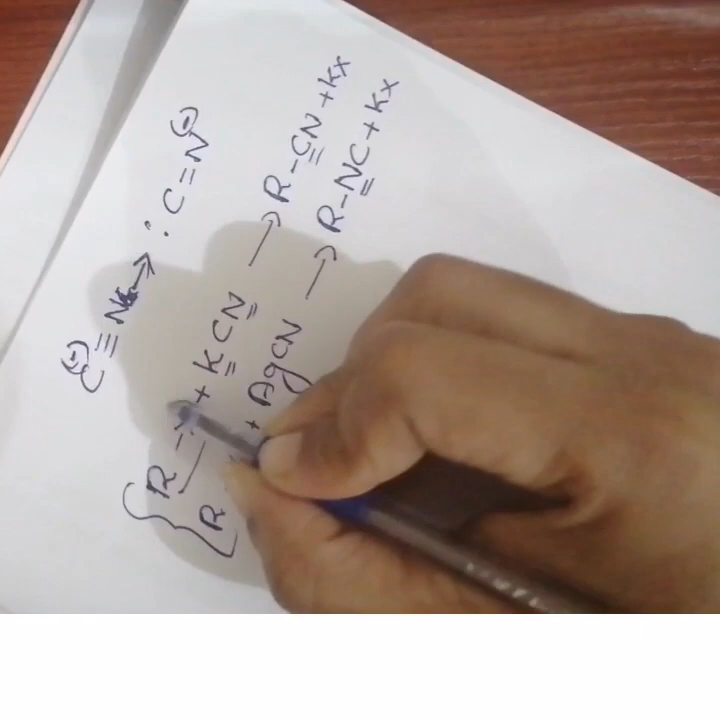 (-)C≡N → :C=N(-)
R-X + KCN → R-CN + KX
R + AgCN → R-NC + KX